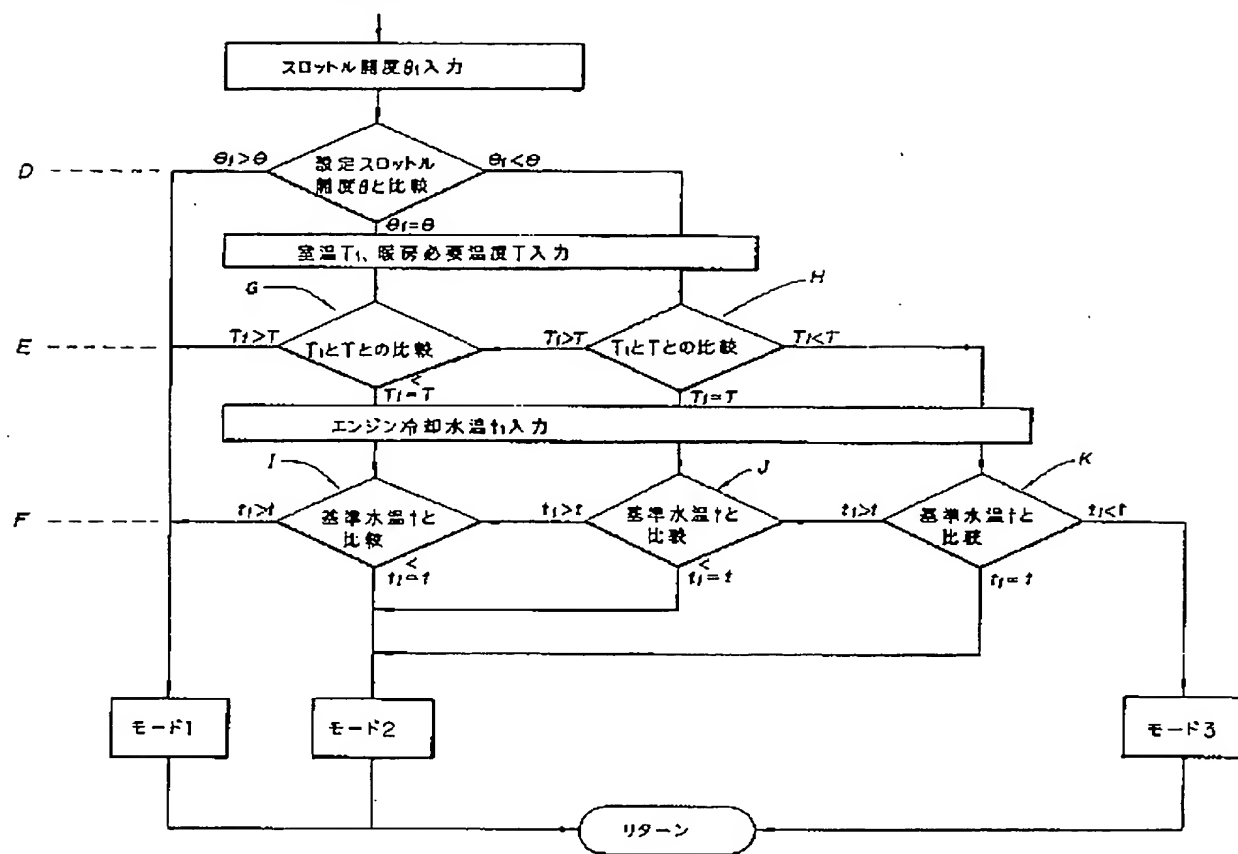 スロットル開度θ1入力
D
θ1>θ
設定スロットル
開度θと比較
θ1<θ
θ1=θ
室温T1、暖房必要温度T入力
G
H
E
T1>T
T1とTとの比較
T1>T
T1とTとの比較
T1<T
<
T1=T
T1=T
エンジン冷却水温t1入力
I
J
K
F
t1>t
基準水温tと
比較
t1>t
基準水温tと
比較
t1>t
基準水温tと
比較
t1<t
<
t1=t
<
t1=t
t1=t
モード1
モード2
モード3
リターン